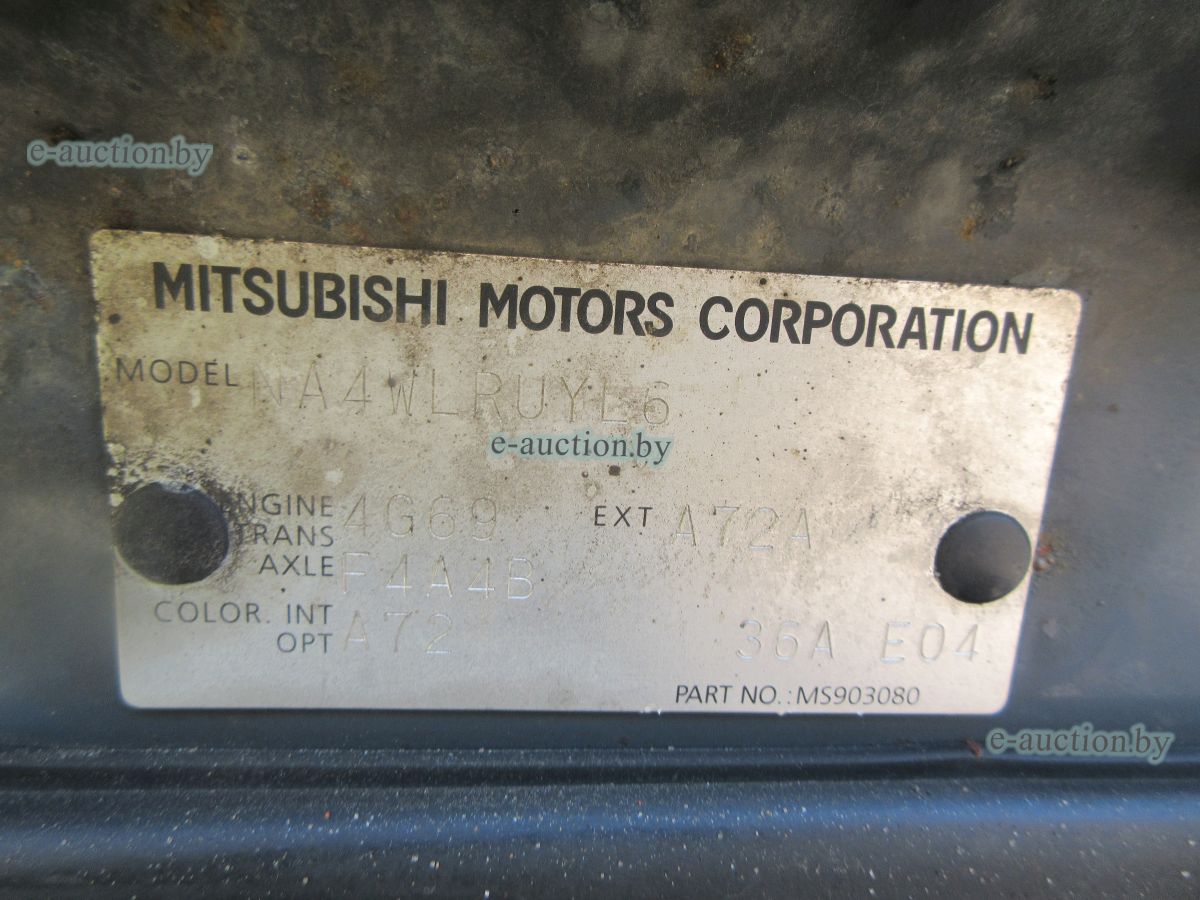 e-auction.by
MITSUBISHI MOTORS CORPORATION
MODEL NA4WLRUYL6
e-auction.by
ENGINE 4G69 EXT A72A
TRANS
AXLE F4A4B
COLOR. INT A72
OPT 36A E04
PART NO.:MS903080
e-auction.by